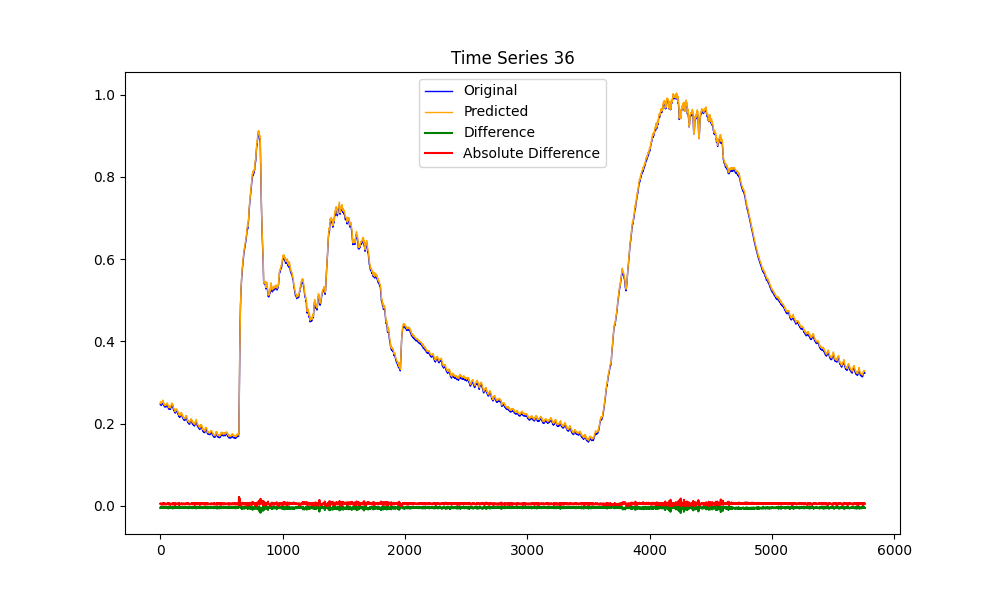 Time Series 36
Original
Predicted
Difference
Absolute Difference
1.0
0.8
0.6
0.4
0.2
0.0
0 1000 2000 3000 4000 5000 6000